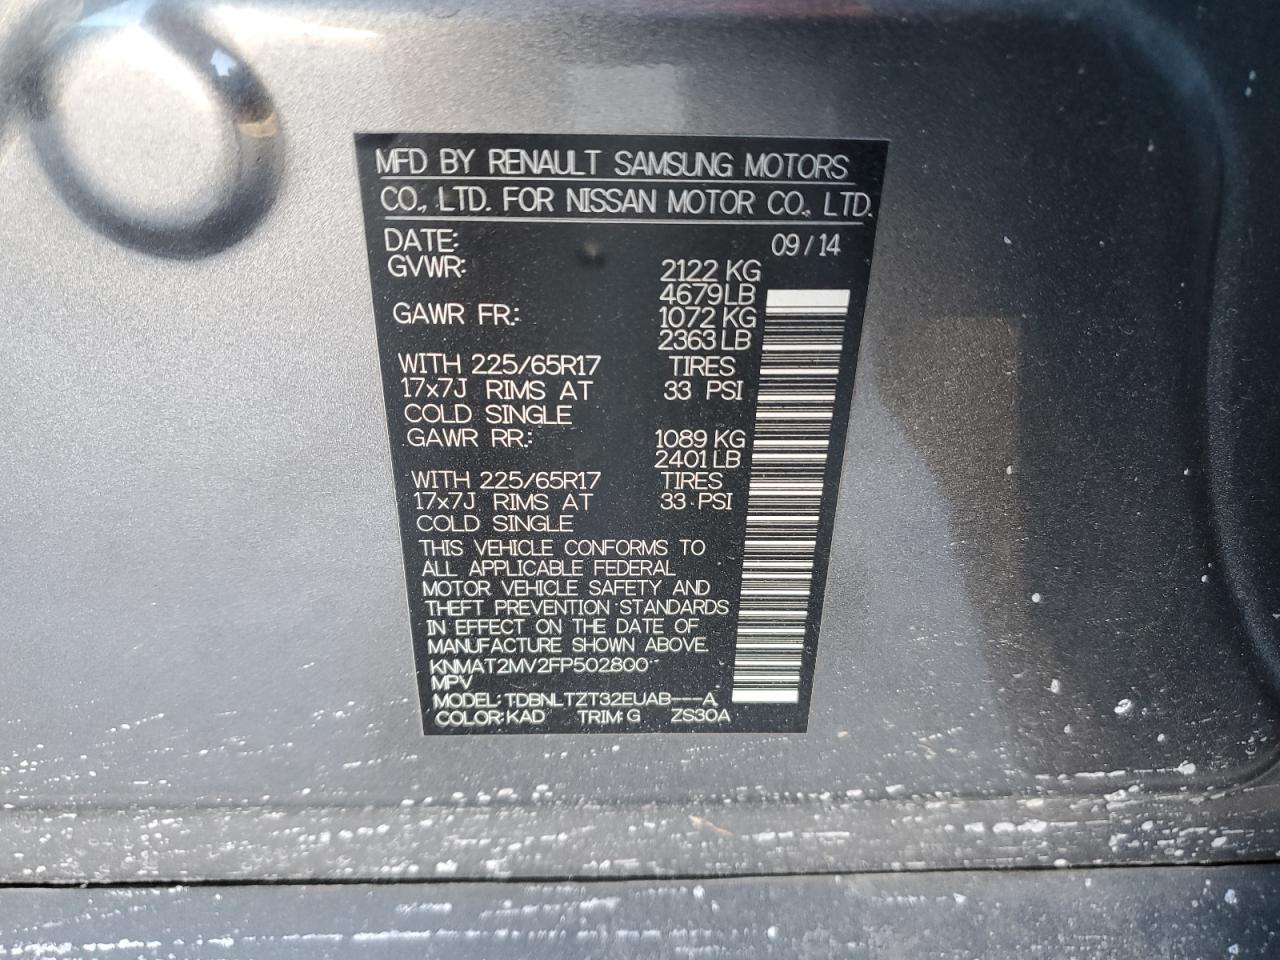 MFD BY RENAULT SAMSUNG MOTORS
CO., LTD. FOR NISSAN MOTOR CO., LTD.
DATE: 09/14
GVWR: 2122 KG
4679 LB
GAWR FR.: 1072 KG
2363 LB
WITH 225/65R17 TIRES
17x7J RIMS AT 33 PSI
COLD SINGLE
GAWR RR.: 1089 KG
2401 LB
WITH 225/65R17 TIRES
17x7J RIMS AT 33 PSI
COLD SINGLE
THIS VEHICLE CONFORMS TO
ALL APPLICABLE FEDERAL
MOTOR VEHICLE SAFETY AND
THEFT PREVENTION STANDARDS
IN EFFECT ON THE DATE OF
MANUFACTURE SHOWN ABOVE.
KNMAT2MV2FP502800
MPV
MODEL: TDBNLTZT32EUAB---A
COLOR: KAD TRIM: G ZS30A